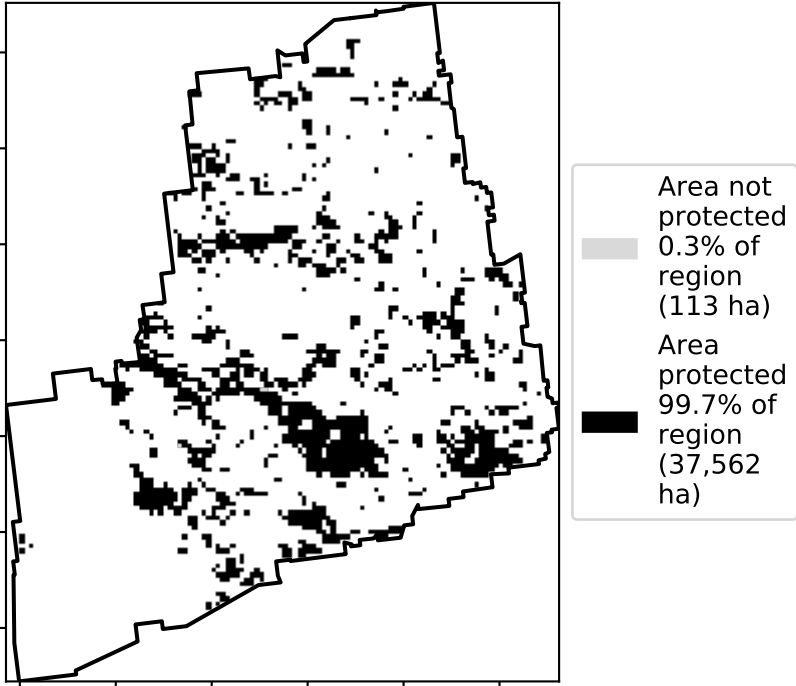 Area not
protected
0.3% of
region
(113 ha)
Area
protected
99.7% of
region
(37,562
ha)